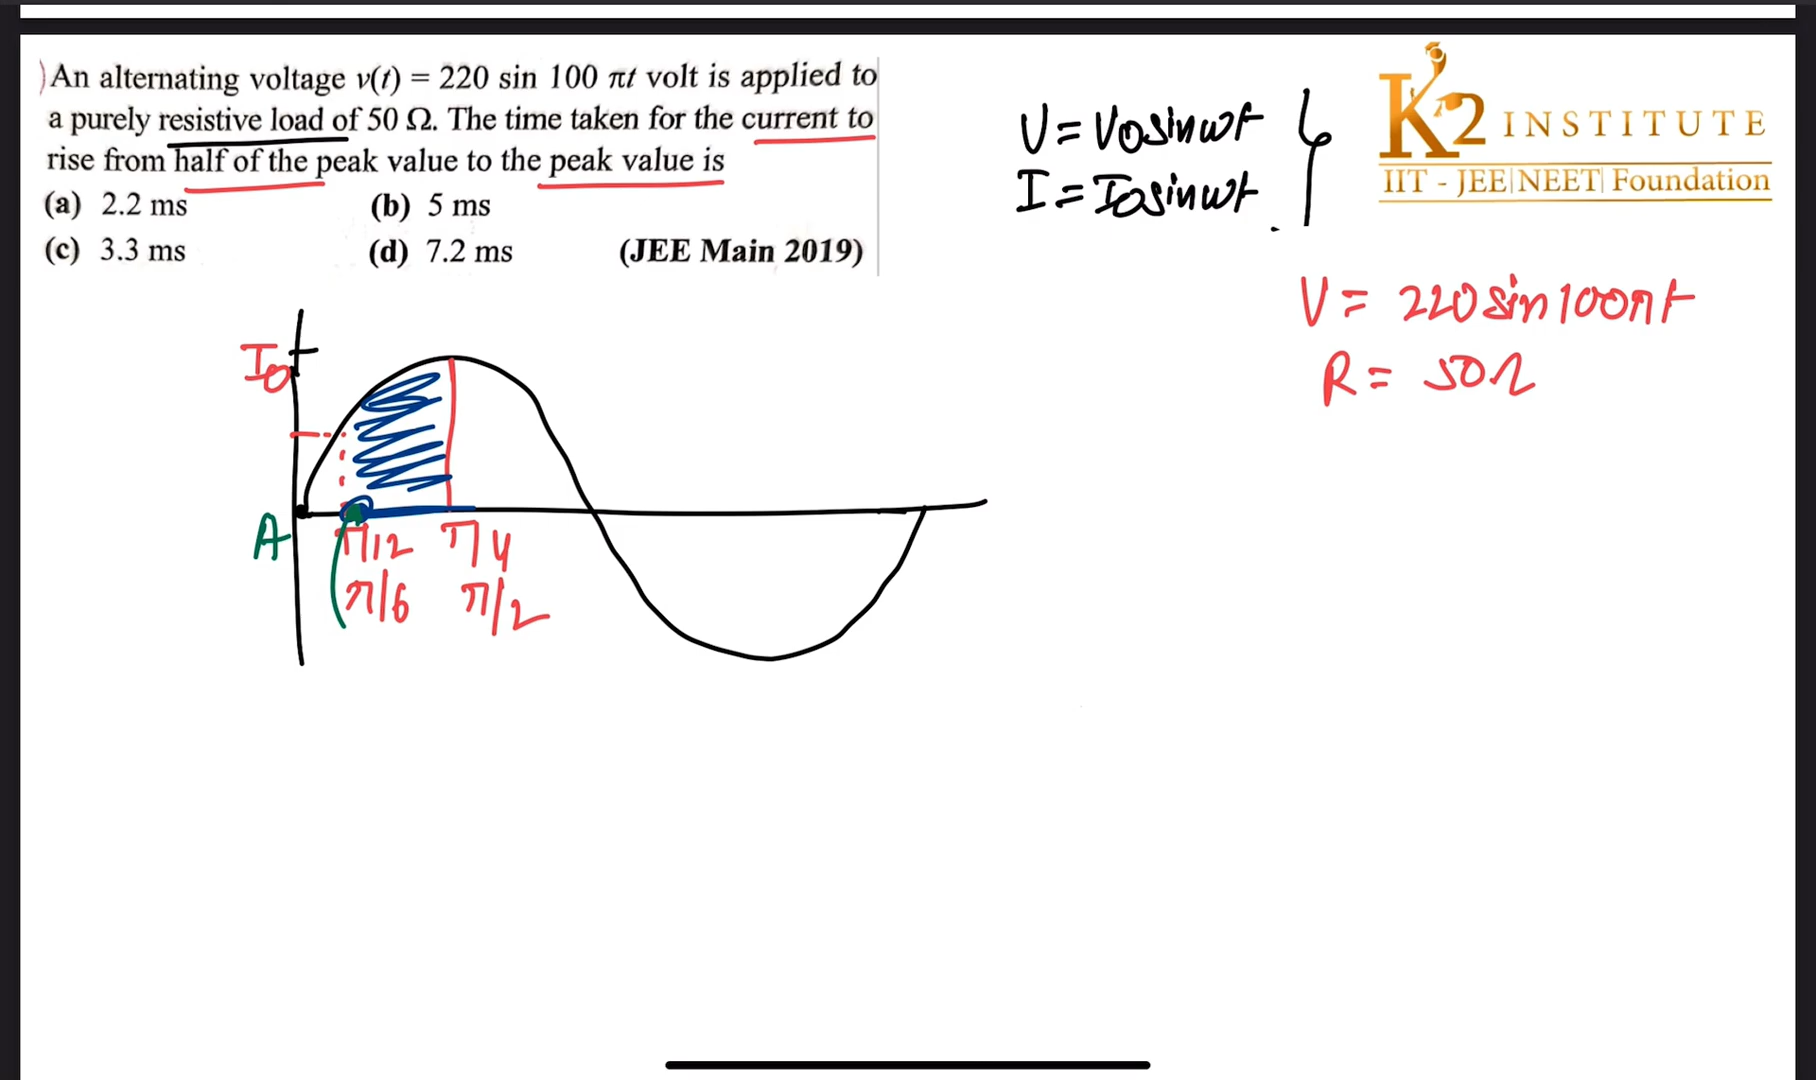 )An alternating voltage v(t) = 220 sin 100 πt volt is applied to
a purely resistive load of 50 Ω. The time taken for the current to
rise from half of the peak value to the peak value is
(a) 2.2 ms (b) 5 ms
(c) 3.3 ms (d) 7.2 ms (JEE Main 2019)
V = V0sinωt
I = I0sinωt
K2 INSTITUTE
IIT - JEE|NEET| Foundation
V = 220 sin 100πt
R = 50Ω
I0
A
T/12 T/4
π/6 π/2